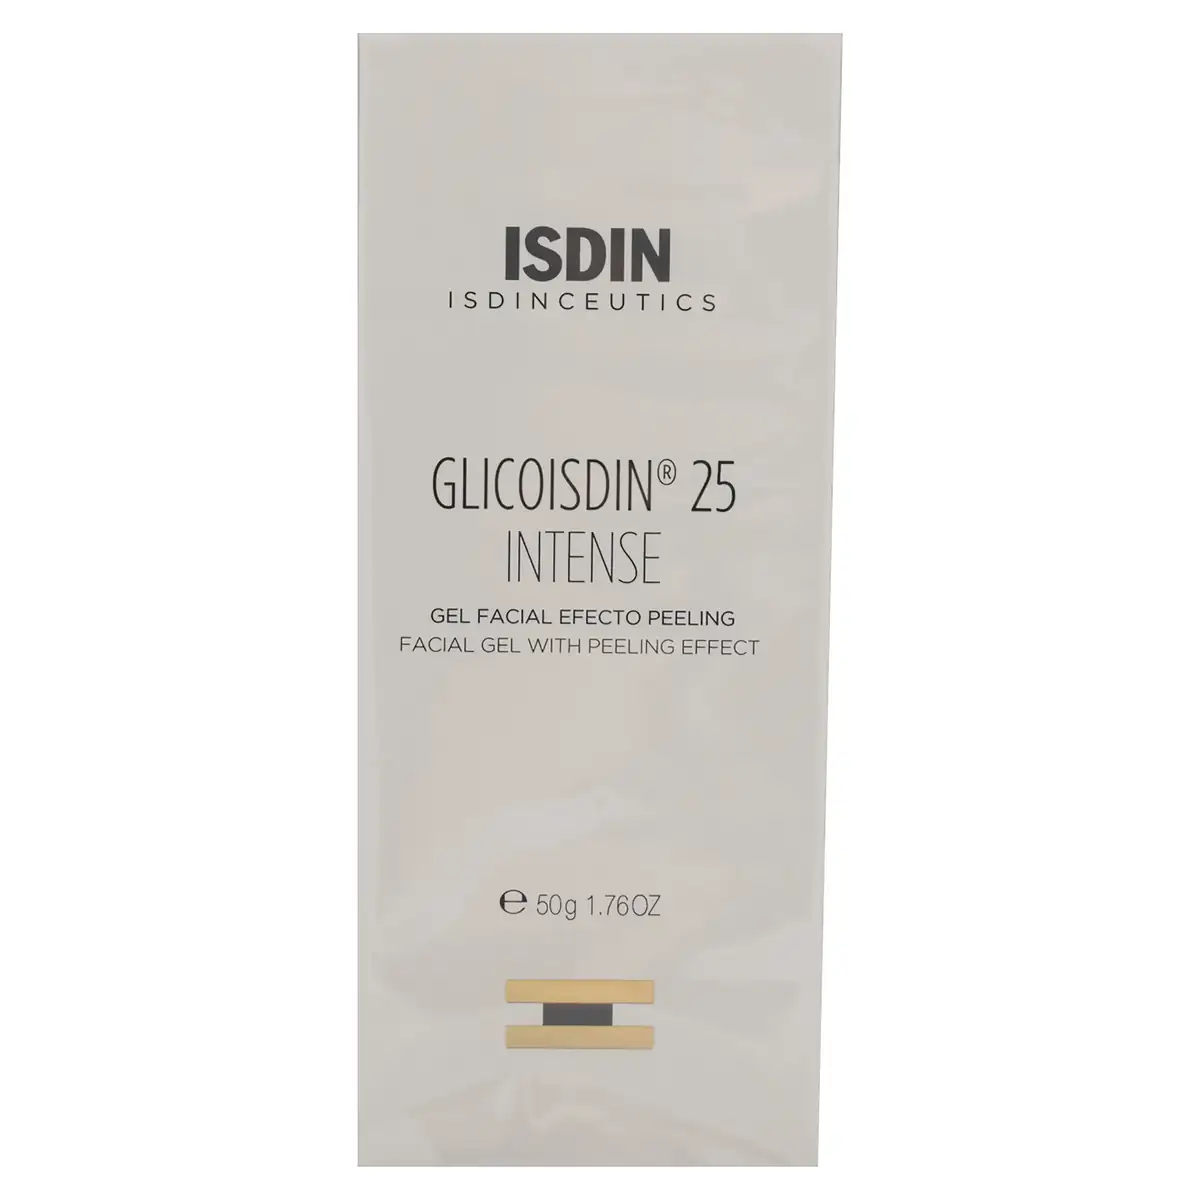 ISDIN
ISDINCEUTICS
GLICOISDIN® 25
INTENSE
GEL FACIAL EFECTO PEELING
FACIAL GEL WITH PEELING EFFECT
℮ 50g 1.76OZ